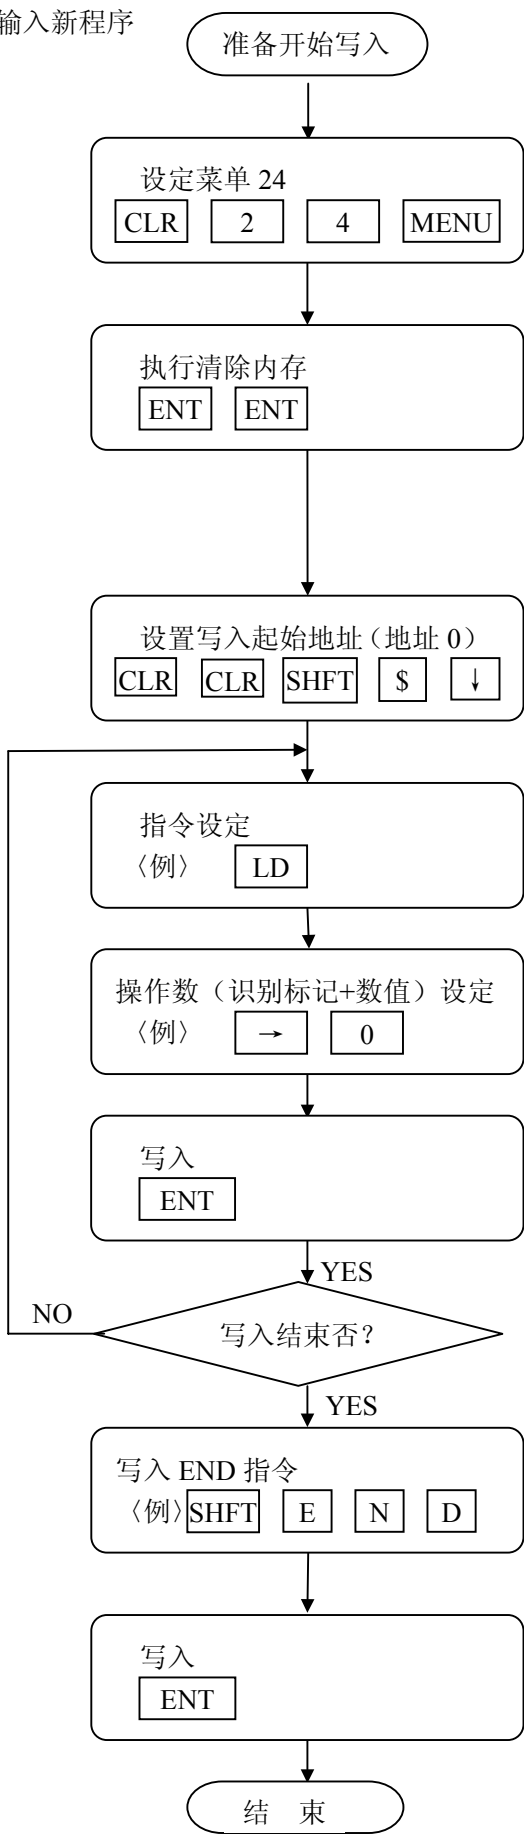 输入新程序
准备开始写入
设定菜单 24
CLR 2 4 MENU
执行清除内存
ENT ENT
设置写入起始地址（地址 0）
CLR CLR SHFT $ ↓
指令设定
〈例〉 LD
操作数（识别标记+数值）设定
〈例〉 → 0
写入
ENT
YES
NO
写入结束否？
YES
写入 END 指令
〈例〉 SHFT E N D
写入
ENT
结 束